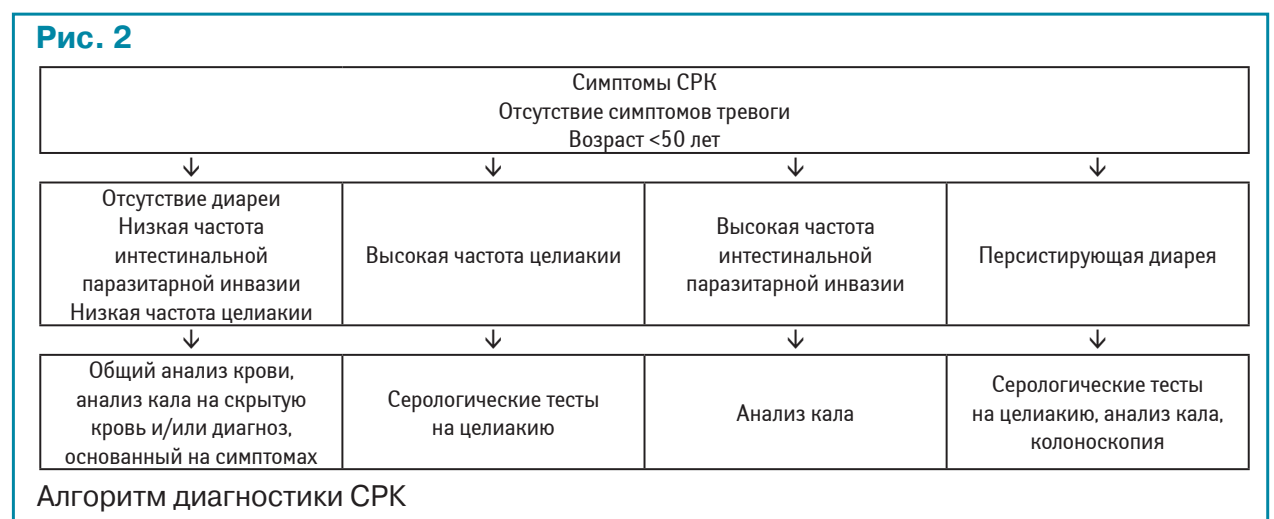 Рис. 2
Симптомы СРК
Отсутствие симптомов тревоги
Возраст <50 лет
↓ ↓ ↓ ↓
Отсутствие диареи
Низкая частота
интестинальной
паразитарной инвазии
Низкая частота целиакии
Высокая частота целиакии
Высокая частота
интестинальной
паразитарной инвазии
Персистирующая диарея
↓ ↓ ↓ ↓
Общий анализ крови,
анализ кала на скрытую
кровь и/или диагноз,
основанный на симптомах
Серологические тесты
на целиакию
Анализ кала
Серологические тесты
на целиакию, анализ кала,
колоноскопия
Алгоритм диагностики СРК